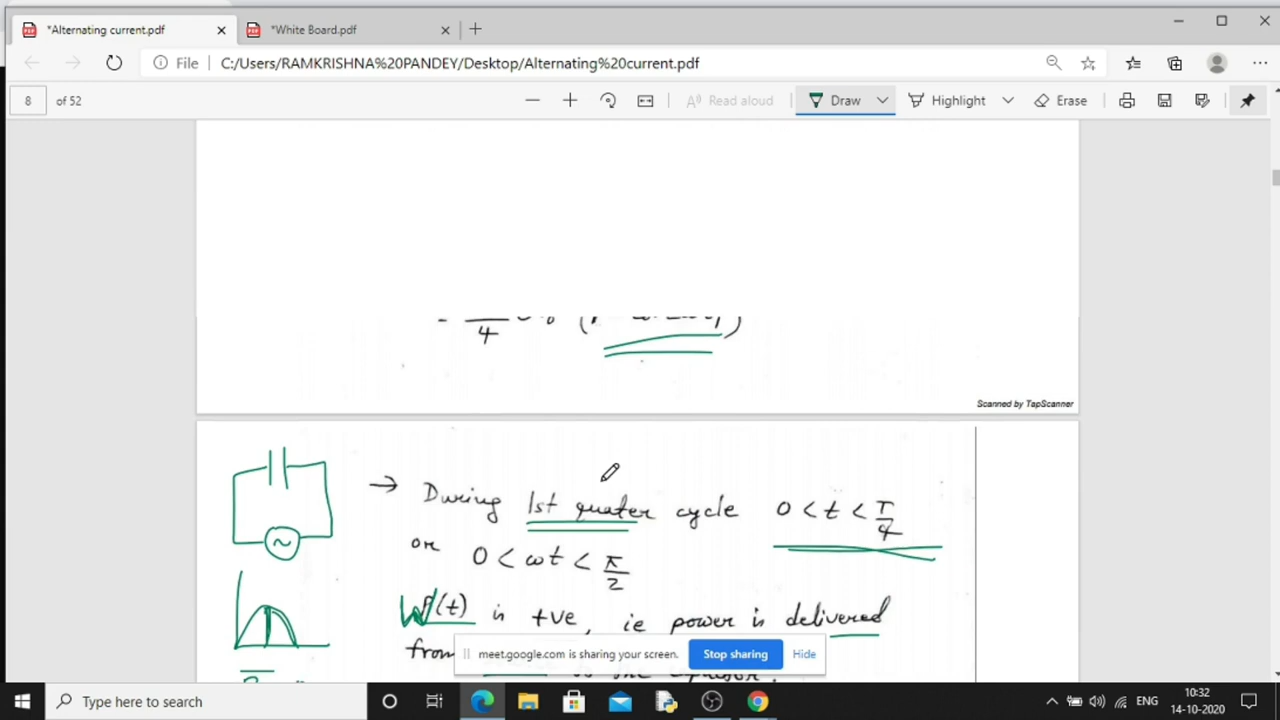 *Alternating current.pdf
*White Board.pdf
File C:/Users/RAMKRISHNA%20PANDEY/Desktop/Alternating%20current.pdf
8 of 52
Read aloud Draw Highlight Erase
4
Scanned by TapScanner
→ During 1st quater cycle 0 < t < T/4
or 0 < ωt < π/2
(t) is +ve, ie power is delivered
from
meet.google.com is sharing your screen. Stop sharing Hide
Type here to search
ENG
10:32
14-10-2020